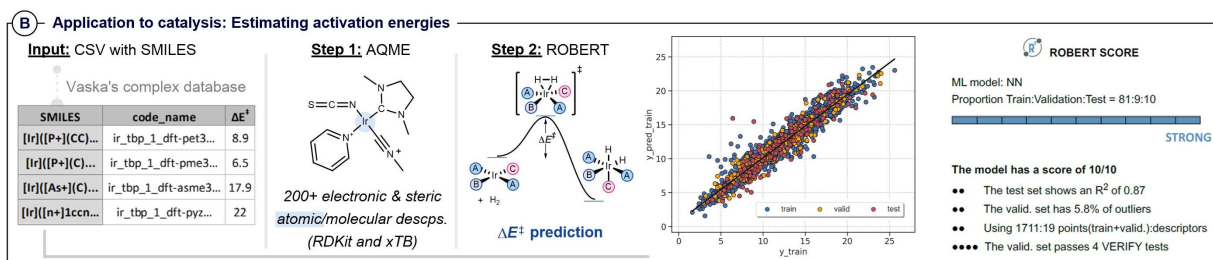 B Application to catalysis: Estimating activation energies
Input: CSV with SMILES
Vaska's complex database
SMILES code_name ΔE‡
[Ir]([P+](CC)... ir_tbp_1_dft-pet3... 8.9
[Ir]([P+](C)... ir_tbp_1_dft-pme3... 6.5
[Ir]([As+](C)... ir_tbp_1_dft-asme3... 17.9
[Ir]([n+]1ccn... ir_tbp_1_dft-pyz... 22
Step 1: AQME
S=C=N
N
N
C
Ir
N+
N+
200+ electronic & steric
atomic/molecular descps.
(RDKit and xTB)
Step 2: ROBERT
‡
H-H
A Ir C
B A
ΔE‡
A C
B Ir A
+ H2
H
A Ir H
B A
C
ΔE‡ prediction
y_pred_train
25
20
15
10
5
0
0 5 10 15 20 25
train valid test
y_train
R
ROBERT SCORE
ML model: NN
Proportion Train:Validation:Test = 81:9:10
STRONG
The model has a score of 10/10
●● The test set shows an R2 of 0.87
●● The valid. set has 5.8% of outliers
●● Using 1711:19 points(train+valid.):descriptors
●●●● The valid. set passes 4 VERIFY tests